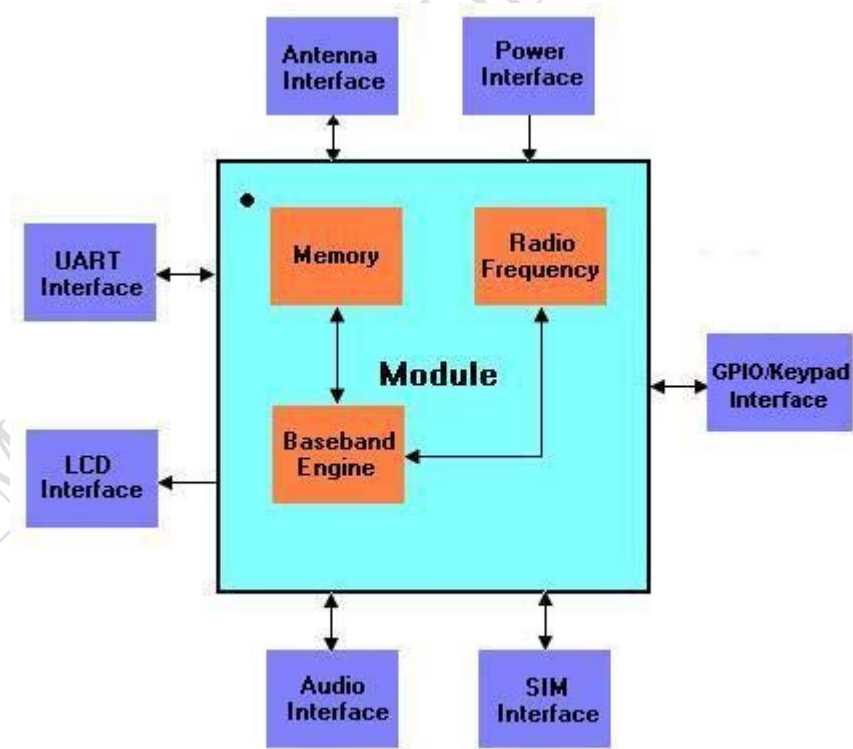 Antenna
Interface
Power
Interface
UART
Interface
Memory
Radio
Frequency
Module
GPIO/Keypad
Interface
Baseband
Engine
LCD
Interface
Audio
Interface
SIM
Interface